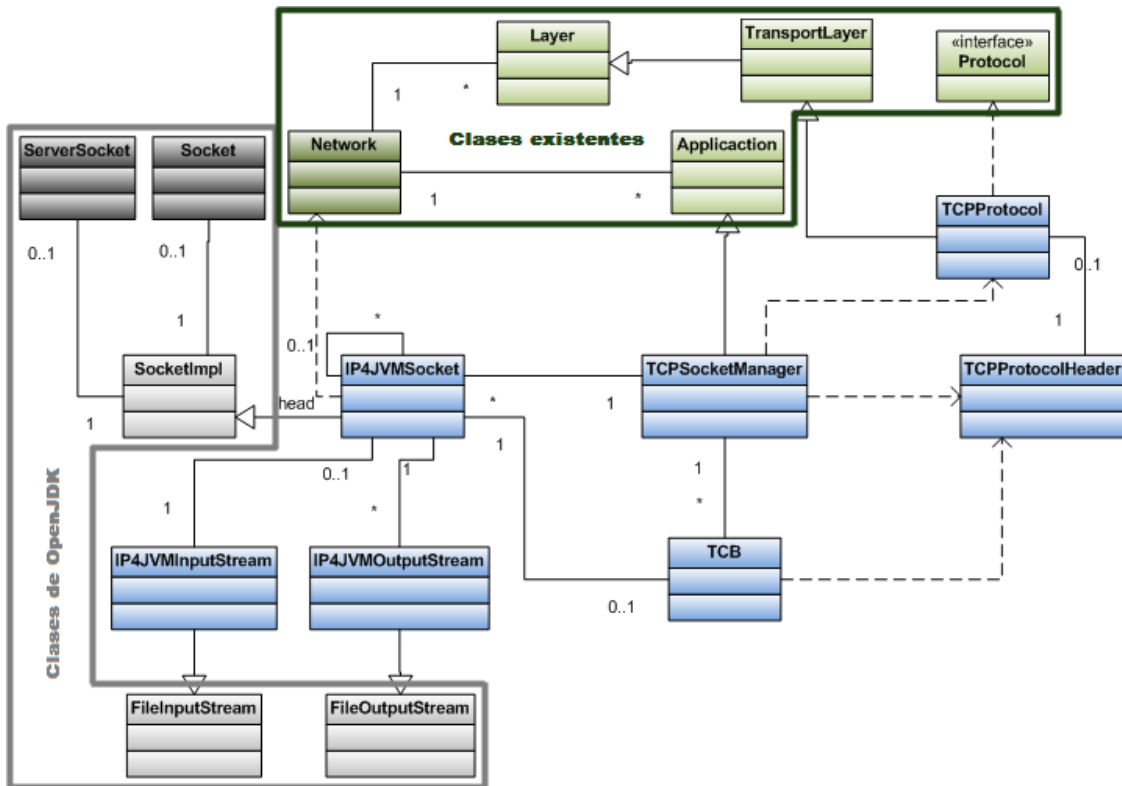 Layer
TransportLayer
«interface»
Protocol
1
*
Clases existentes
Network
Applicaction
1
*
ServerSocket
Socket
TCPProtocol
0..1
0..1
0..1
1
1
*
0..1
SocketImpl
IP4JVMSocket
TCPSocketManager
TCPProtocolHeader
head
*
1
1
1
0..1
1
1
1
*
*
IP4JVMInputStream
IP4JVMOutputStream
TCB
0..1
Clases de OpenJDK
FileInputStream
FileOutputStream